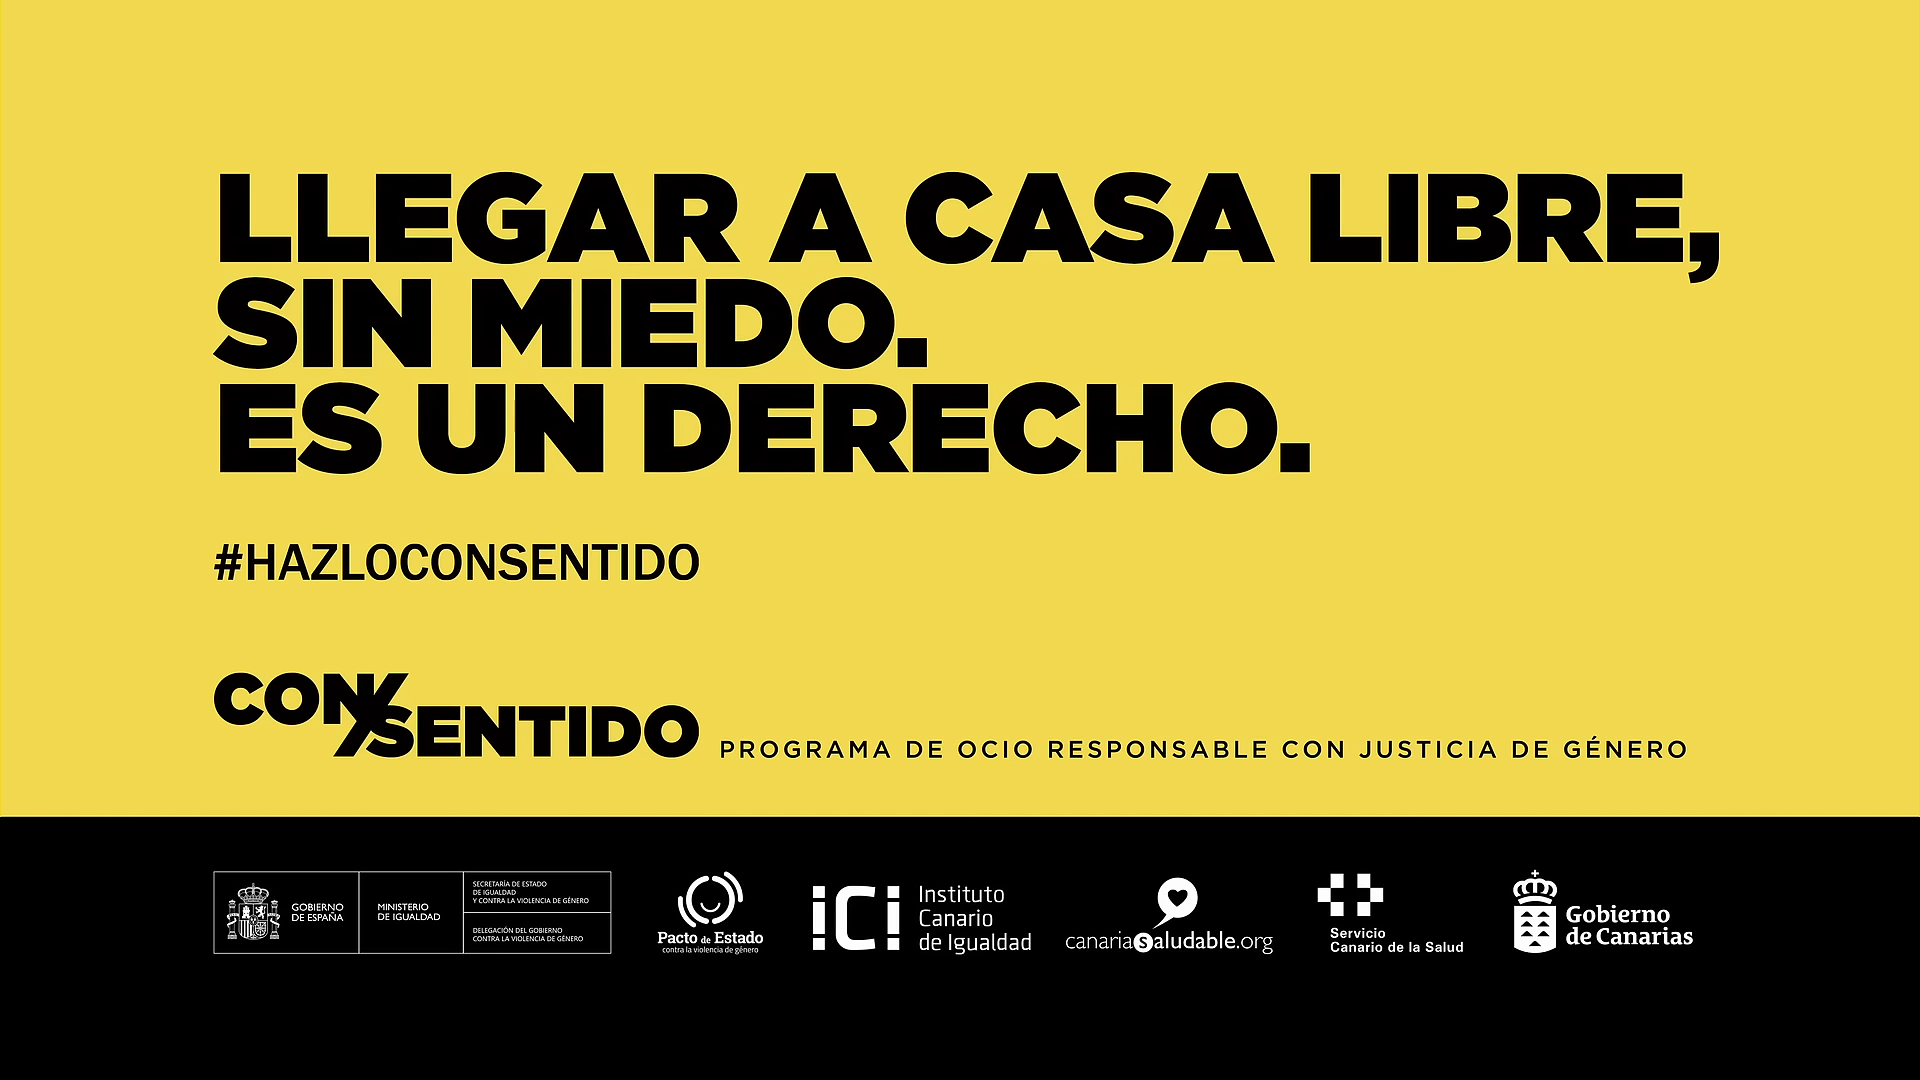 LLEGAR A CASA LIBRE,
SIN MIEDO.
ES UN DERECHO.
#HAZLOCONSENTIDO
CON/SENTIDO
PROGRAMA DE OCIO RESPONSABLE CON JUSTICIA DE GÉNERO
GOBIERNO
DE ESPAÑA
MINISTERIO
DE IGUALDAD
SECRETARÍA DE ESTADO
DE IGUALDAD
Y CONTRA LA VIOLENCIA DE GÉNERO
DELEGACIÓN DEL GOBIERNO
CONTRA LA VIOLENCIA DE GÉNERO
Pacto de Estado
contra la violencia de género
iCi
Instituto
Canario
de Igualdad
canariasaludable.org
Servicio
Canario de la Salud
Gobierno
de Canarias